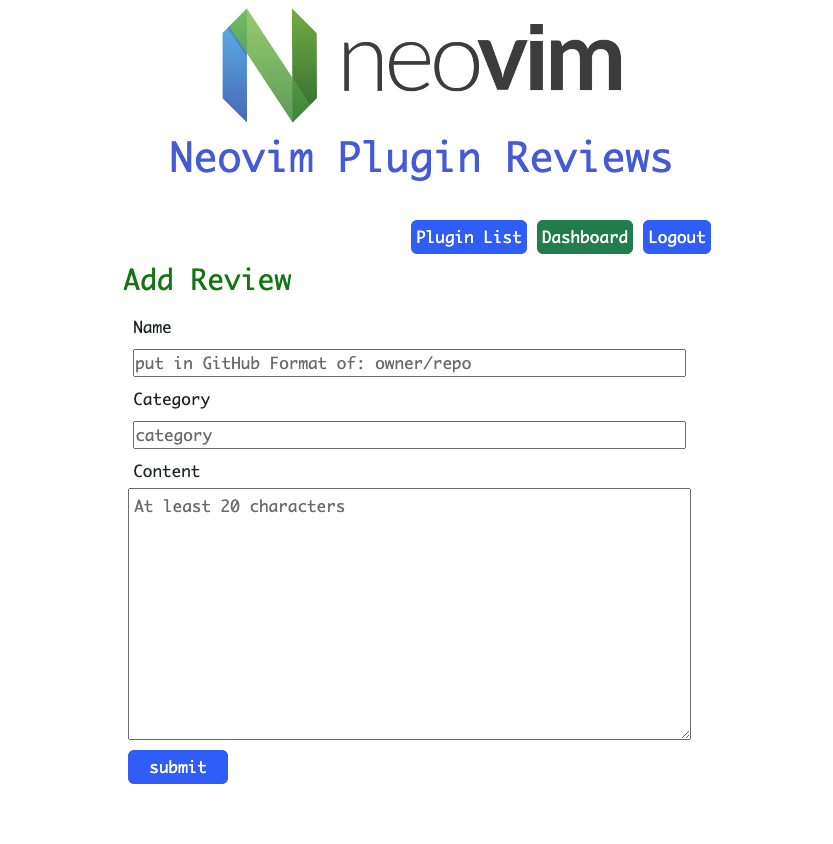 neovim
Neovim Plugin Reviews
Plugin List Dashboard Logout
Add Review
Name
put in GitHub Format of: owner/repo
Category
category
Content
At least 20 characters
submit